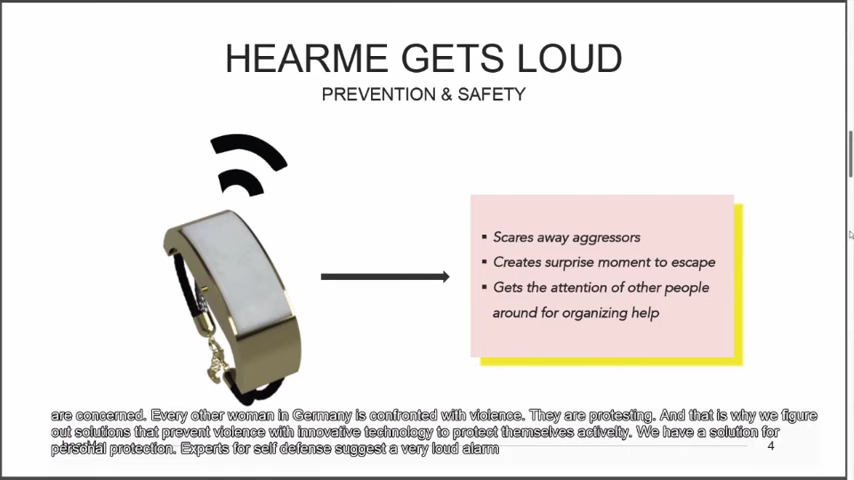 HEARME GETS LOUD
PREVENTION & SAFETY
▪ Scares away aggressors
▪ Creates surprise moment to escape
▪ Gets the attention of other people
around for organizing help
are concerned. Every other woman in Germany is confronted with violence. They are protesting. And that is why we figure
out solutions that prevent violence with innovative technology to protect themselves activelty. We have a solution for
personal protection. Experts for self defense suggest a very loud alarm
4